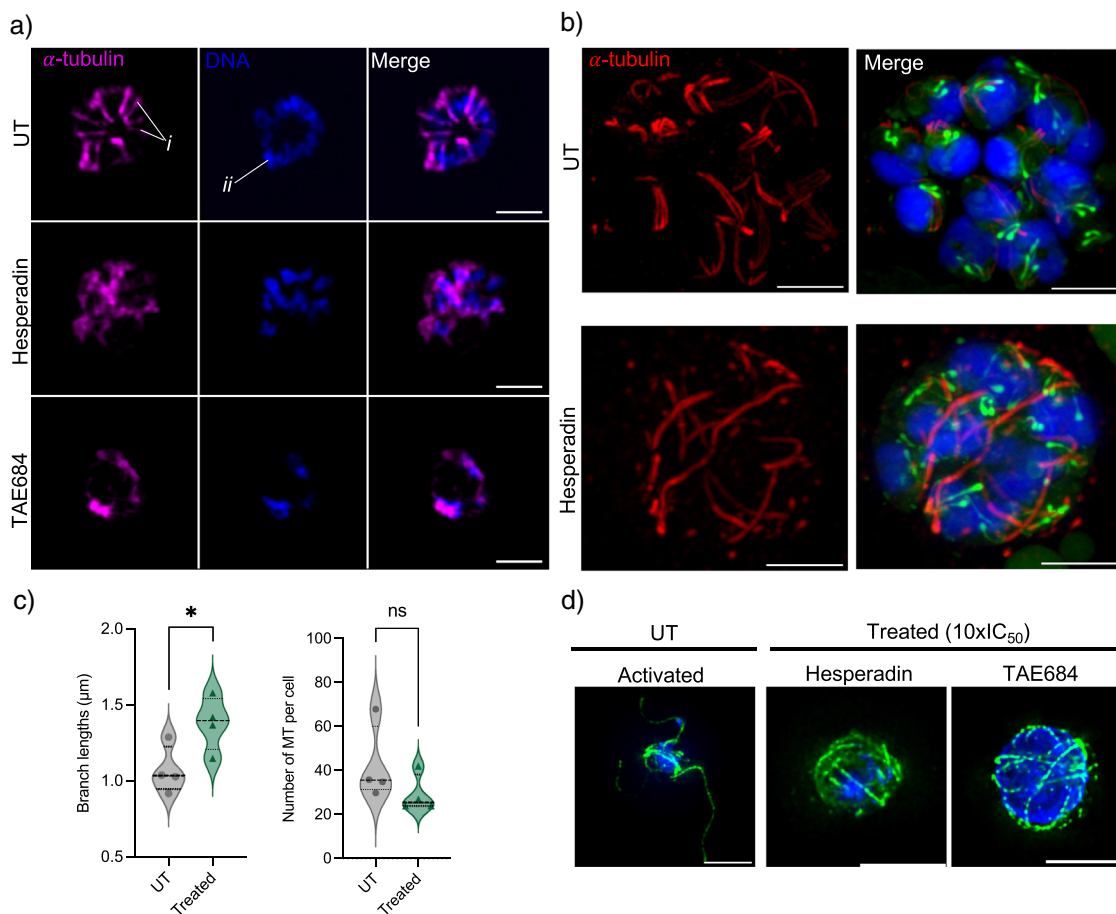 a)
α-tubulin
DNA
Merge
UT
i
ii
Hesperadin
TAE684
b)
α-tubulin
Merge
UT
Hesperadin
c)
*
2.0
1.5
1.0
0.5
Branch lengths (μm)
UT
Treated
ns
100
80
60
40
20
0
Number of MT per cell
UT
Treated
d)
UT
Treated (10xIC₅₀)
Activated
Hesperadin
TAE684